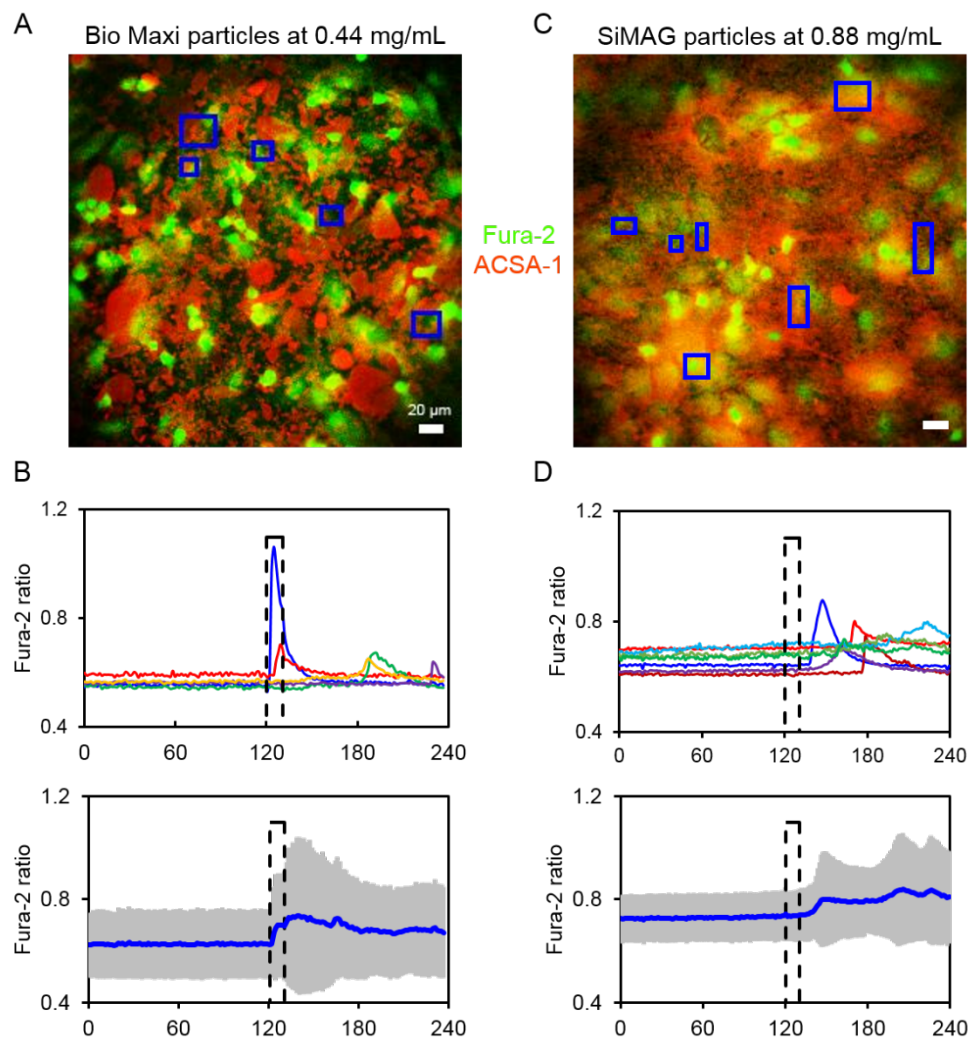 A
Bio Maxi particles at 0.44 mg/mL
20 µm
C
SiMAG particles at 0.88 mg/mL
Fura-2
ACSA-1
B
Fura-2 ratio
1.2
0.8
0.4
0 60 120 180 240
Fura-2 ratio
1.2
0.8
0.4
0 60 120 180 240
D
Fura-2 ratio
1.2
0.8
0.4
0 60 120 180 240
Fura-2 ratio
1.2
0.8
0.4
0 60 120 180 240